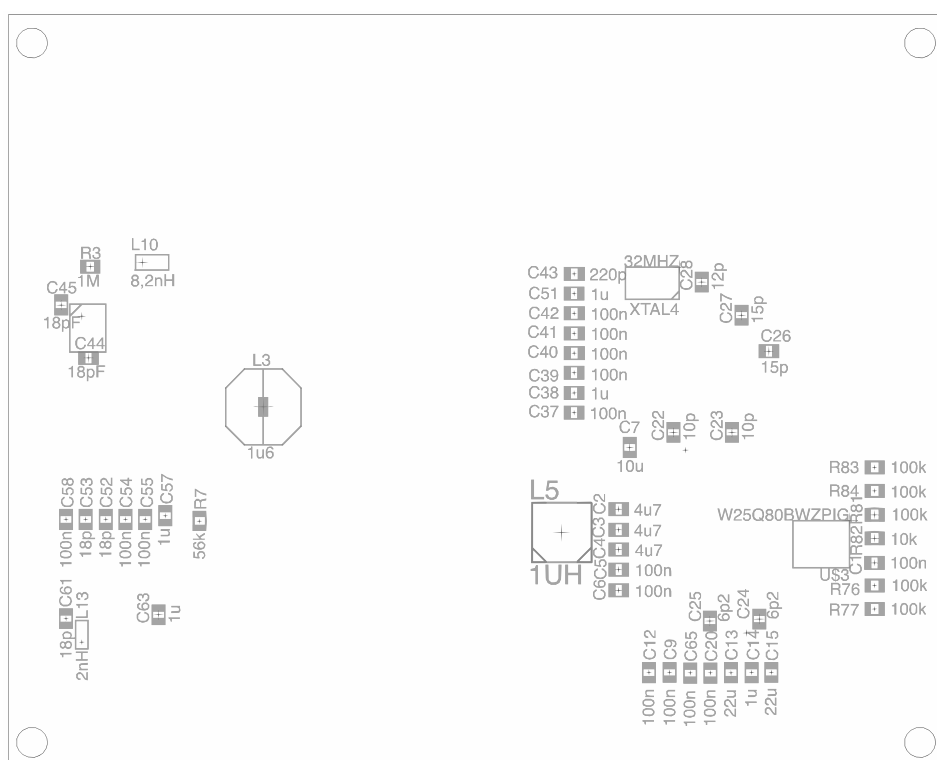 R3
1M
L10
8,2nH
C45
18pF
C44
18pF
L3
1u6
C43 220p
C51 1u
C42 100n
C41 100n
C40 100n
C39 100n
C38 1u
C37 100n
32MHZ
XTAL4
C28
12p
C27
15p
C26
15p
C7
10u
C22
10p
C23
10p
R83 100k
R84 100k
R81 100k
R82 10k
C1 100n
R76 100k
R77 100k
W25Q80BWZPIG
U$3
L5
1UH
C2 4u7
C3 4u7
C4 4u7
C5 100n
C6 100n
C58
100n
C53
18p
C52
18p
C54
100n
C55
100n
C57
1u
R7
56k
C61
18p
L13
2nH
C63
1u
C25
6p2
C24
6p2
C12
100n
C9
100n
C65
100n
C20
100n
C13
22u
C14
1u
C15
22u